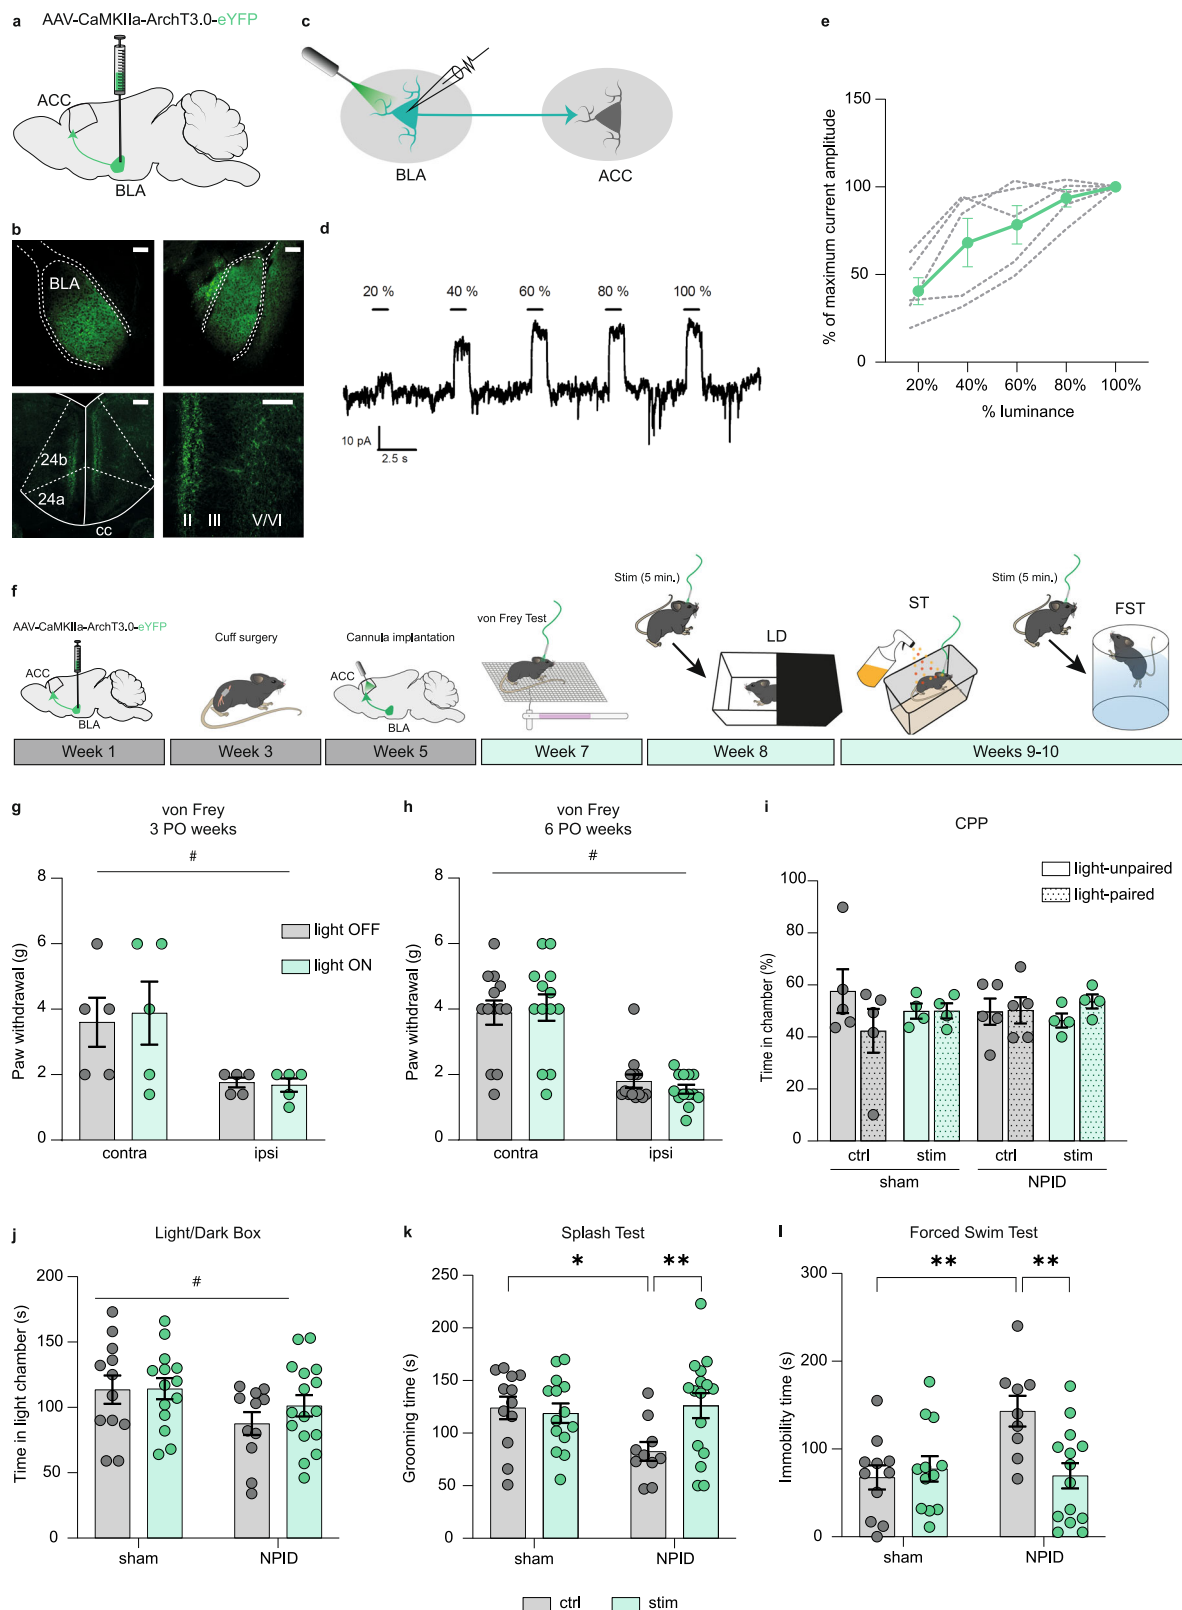 a
AAV-CaMKIIa-ArchT3.0-eYFP
ACC
BLA
c
BLA
ACC
e
150
100
50
0
% of maximum current amplitude
20% 40% 60% 80% 100%
% luminance
b
BLA
24b
24a
cc
II III V/VI
d
20 % 40 % 60 % 80 % 100 %
10 pA
2.5 s
f
AAV-CaMKIIa-ArchT3.0-eYFP
ACC
BLA
Week 1
Cuff surgery
Week 3
Cannula implantation
ACC
BLA
Week 5
von Frey Test
Week 7
Stim (5 min.)
LD
Week 8
ST
Stim (5 min.)
FST
Weeks 9-10
g
von Frey
3 PO weeks
#
8
6
4
2
0
Paw withdrawal (g)
light OFF
light ON
contra ipsi
h
von Frey
6 PO weeks
#
8
6
4
2
0
Paw withdrawal (g)
contra ipsi
i
CPP
light-unpaired
light-paired
100
80
60
40
20
0
Time in chamber (%)
ctrl stim ctrl stim
sham NPID
j
Light/Dark Box
#
200
150
100
50
0
Time in light chamber (s)
sham NPID
k
Splash Test
* **
250
200
150
100
50
0
Grooming time (s)
sham NPID
l
Forced Swim Test
** **
300
200
100
0
Immobility time (s)
sham NPID
ctrl stim